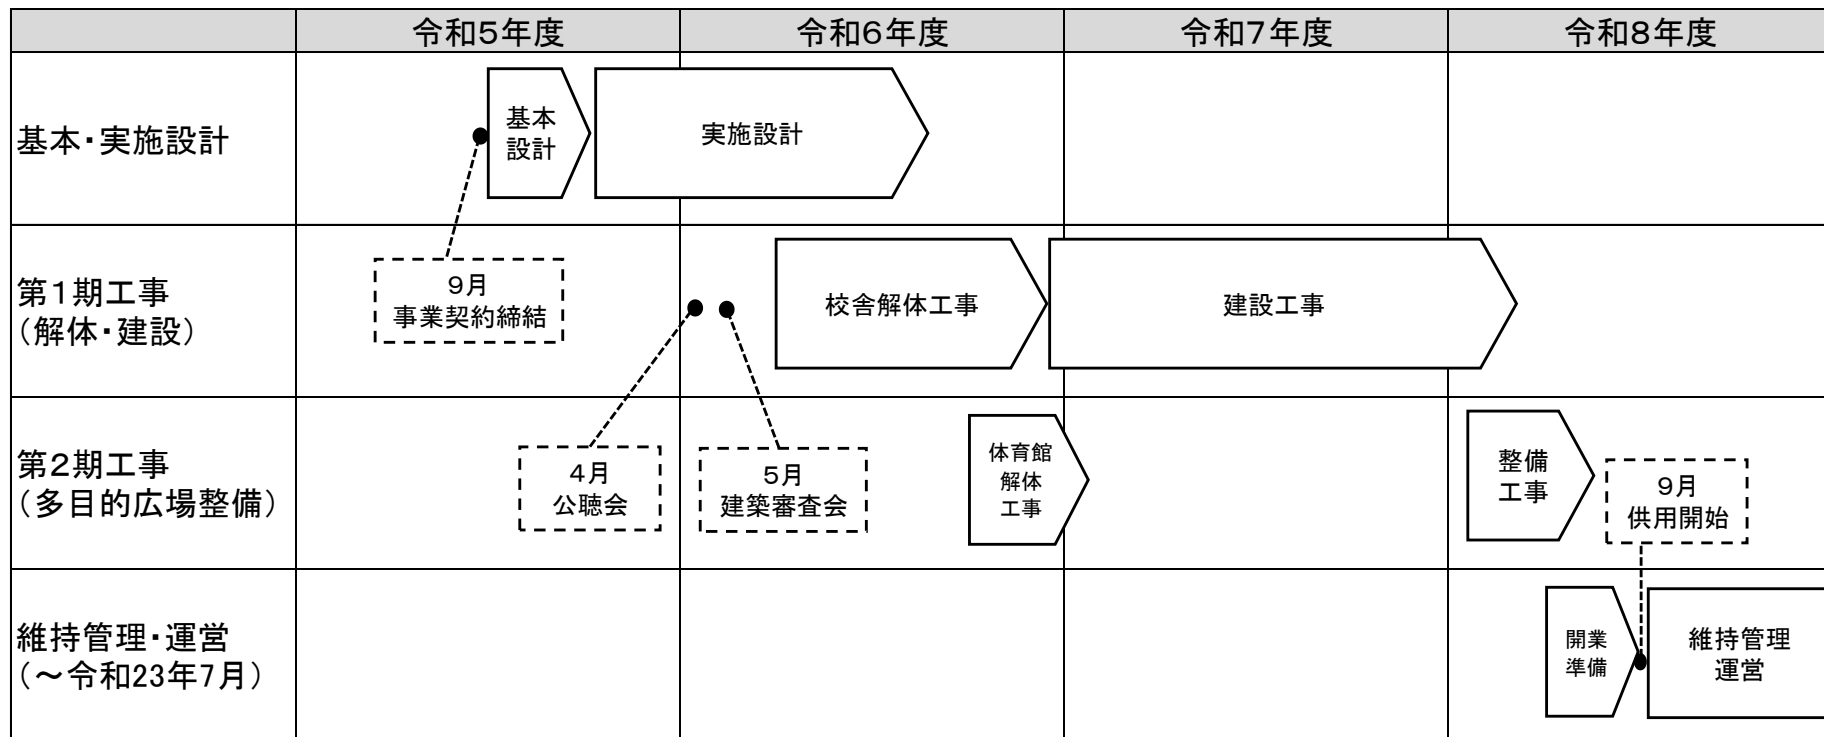 令和5年度
令和6年度
令和7年度
令和8年度
基本・実施設計
基本
設計
実施設計
第1期工事
(解体・建設)
9月
事業契約締結
校舎解体工事
建設工事
第2期工事
(多目的広場整備)
4月
公聴会
5月
建築審査会
体育館
解体
工事
整備
工事
9月
供用開始
維持管理・運営
(～令和23年7月)
開業
準備
維持管理
運営